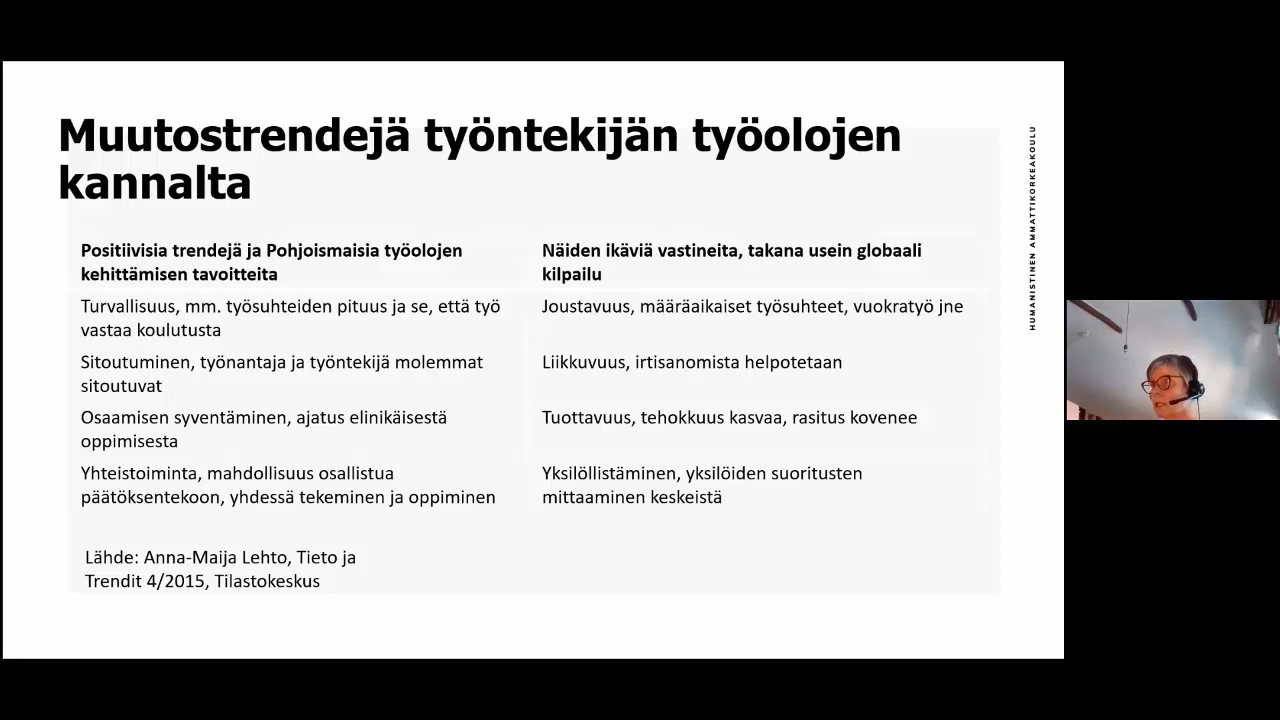 Muutostrendejä työntekijän työolojen
kannalta
Positiivisia trendejä ja Pohjoismaisia työolojen
kehittämisen tavoitteita
Näiden ikäviä vastineita, takana usein globaali
kilpailu
Turvallisuus, mm. työsuhteiden pituus ja se, että työ
vastaa koulutusta
Joustavuus, määräaikaiset työsuhteet, vuokratyö jne
Sitoutuminen, työnantaja ja työntekijä molemmat
sitoutuvat
Liikkuvuus, irtisanomista helpotetaan
Osaamisen syventäminen, ajatus elinikäisestä
oppimisesta
Tuottavuus, tehokkuus kasvaa, rasitus kovenee
Yhteistoiminta, mahdollisuus osallistua
päätöksentekoon, yhdessä tekeminen ja oppiminen
Yksilöllistäminen, yksilöiden suoritusten
mittaaminen keskeistä
Lähde: Anna-Maija Lehto, Tieto ja
Trendit 4/2015, Tilastokeskus
HUMANISTINEN AMMATTIKORKEAKOULU